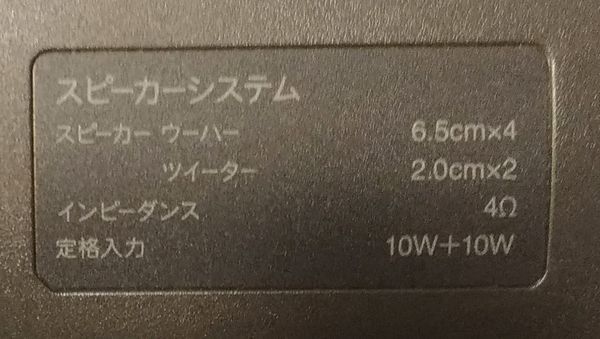 スピーカーシステム
スピーカー ウーハー 6.5cm×4
ツイーター 2.0cm×2
インピーダンス 4Ω
定格入力 10W+10W